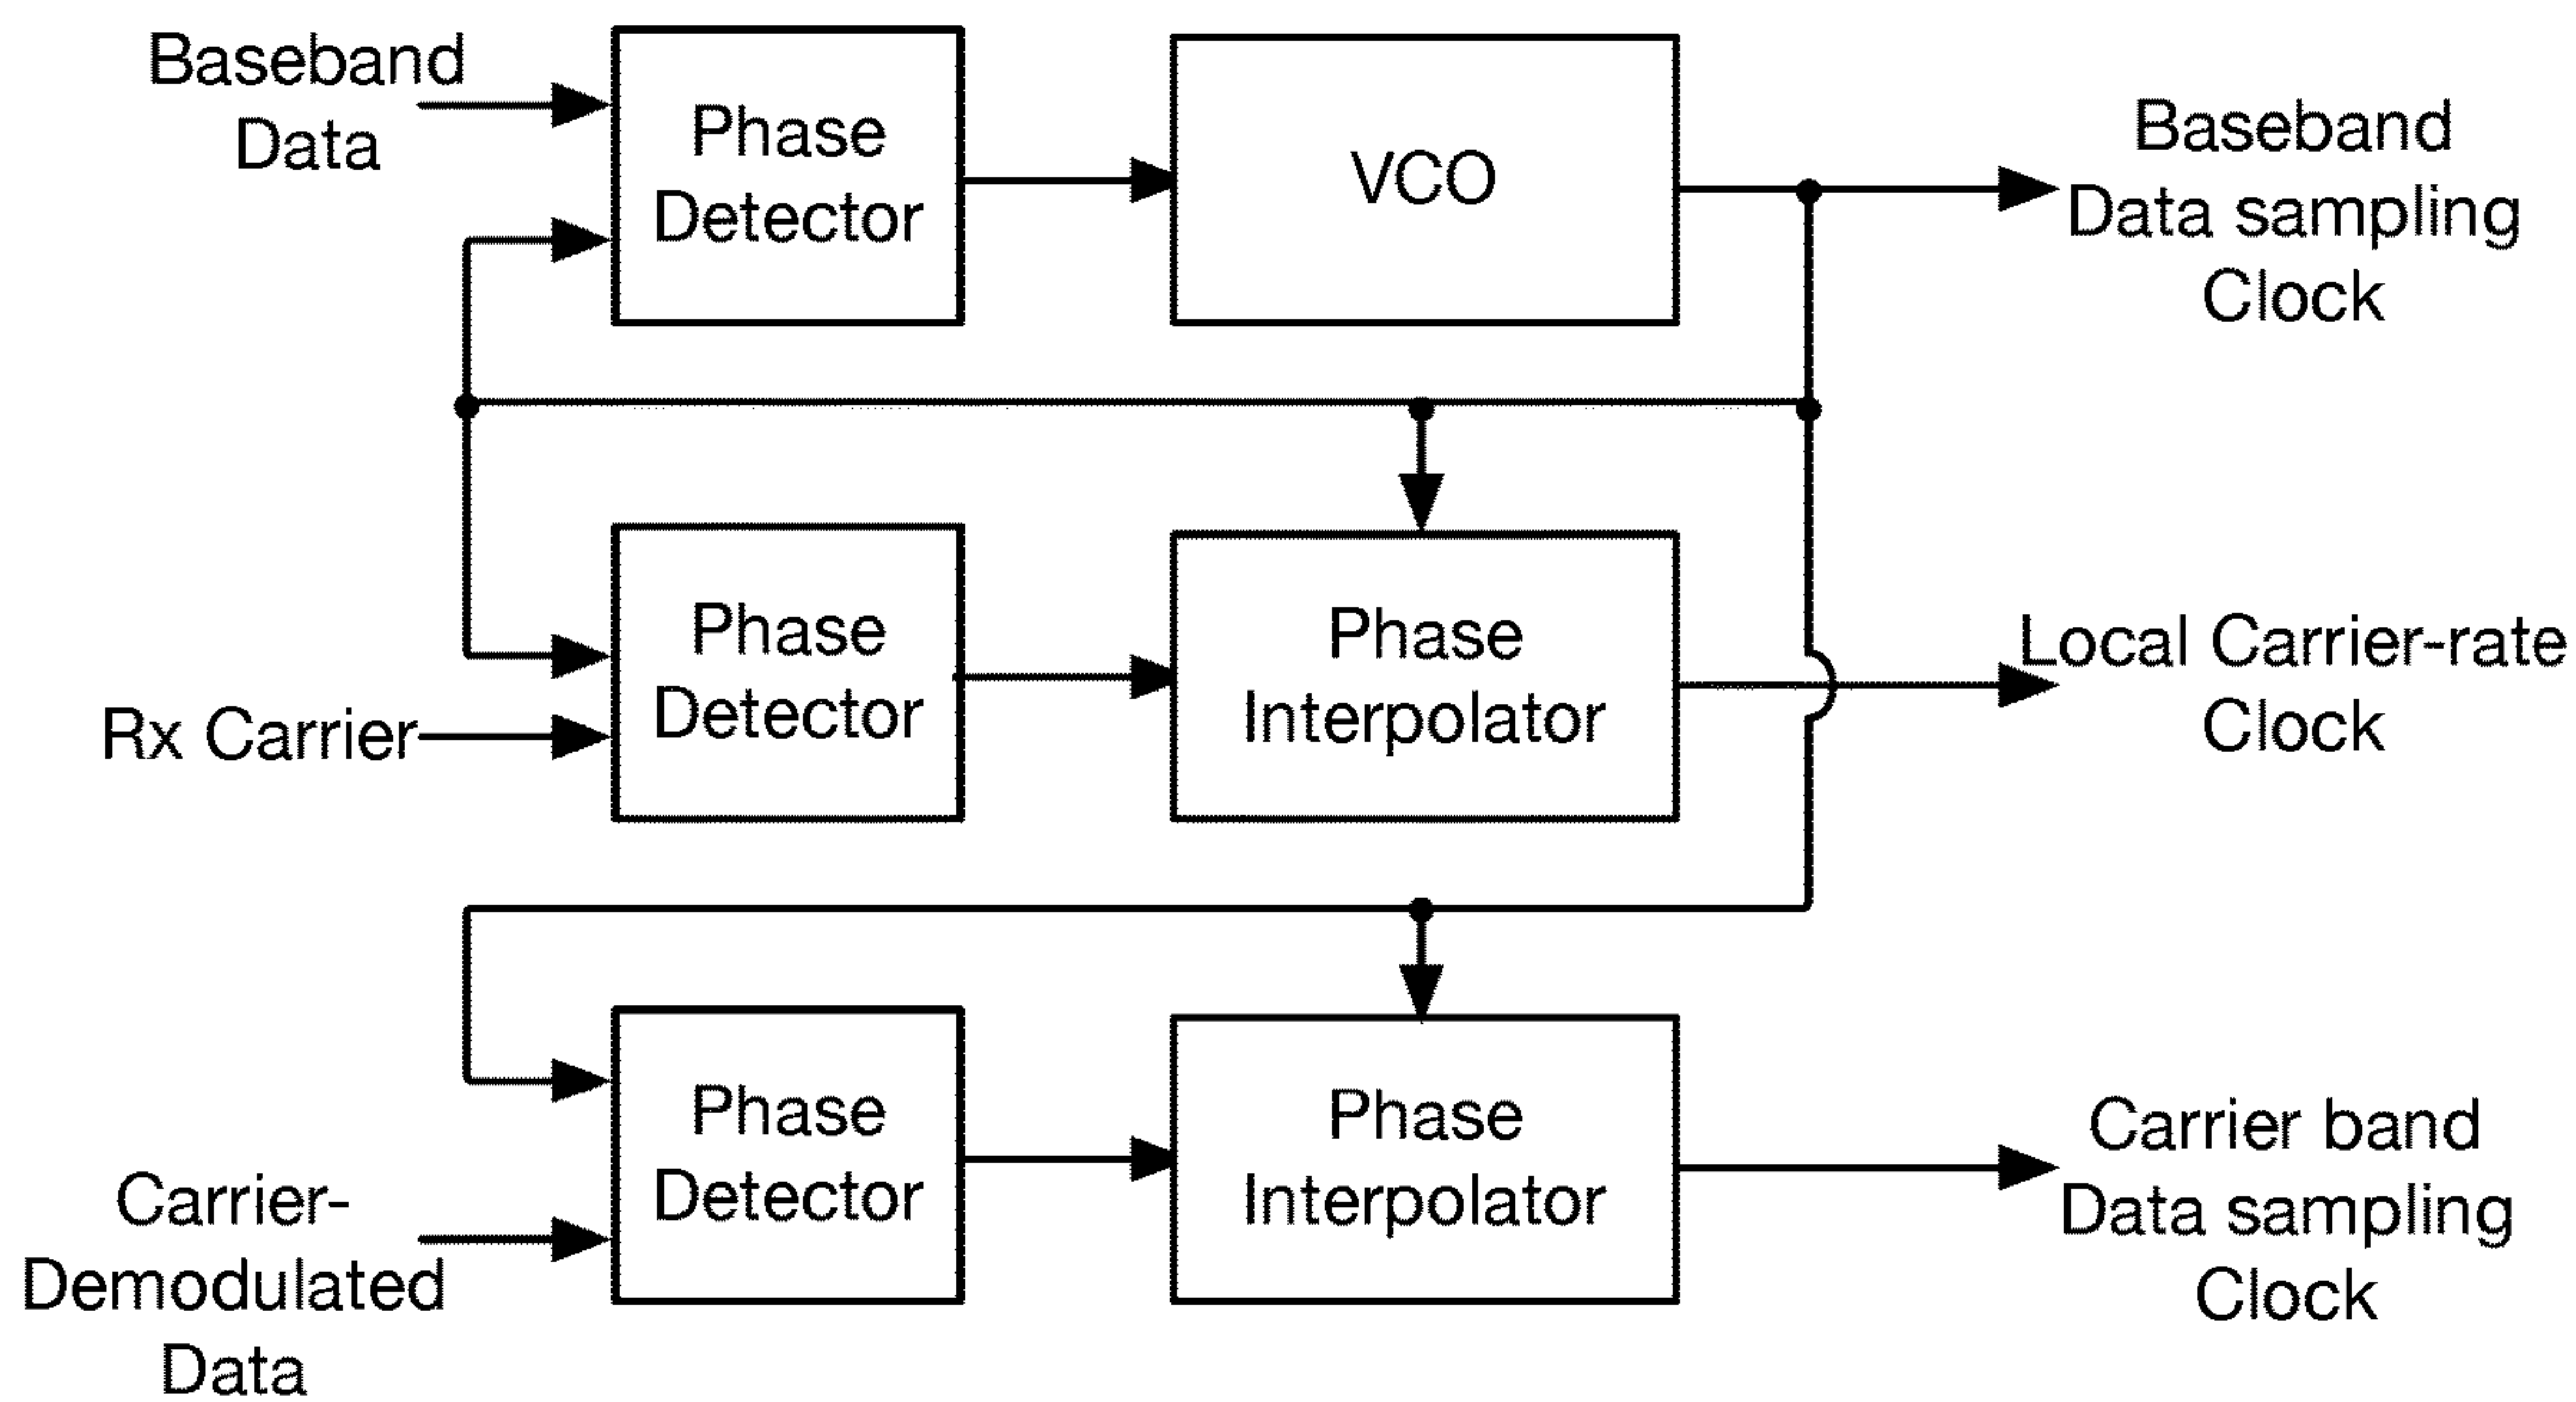 Baseband
Data
Phase
Detector
VCO
Baseband
Data sampling
Clock
Rx Carrier
Phase
Detector
Phase
Interpolator
Local Carrier-rate
Clock
Carrier-
Demodulated
Data
Phase
Detector
Phase
Interpolator
Carrier band
Data sampling
Clock